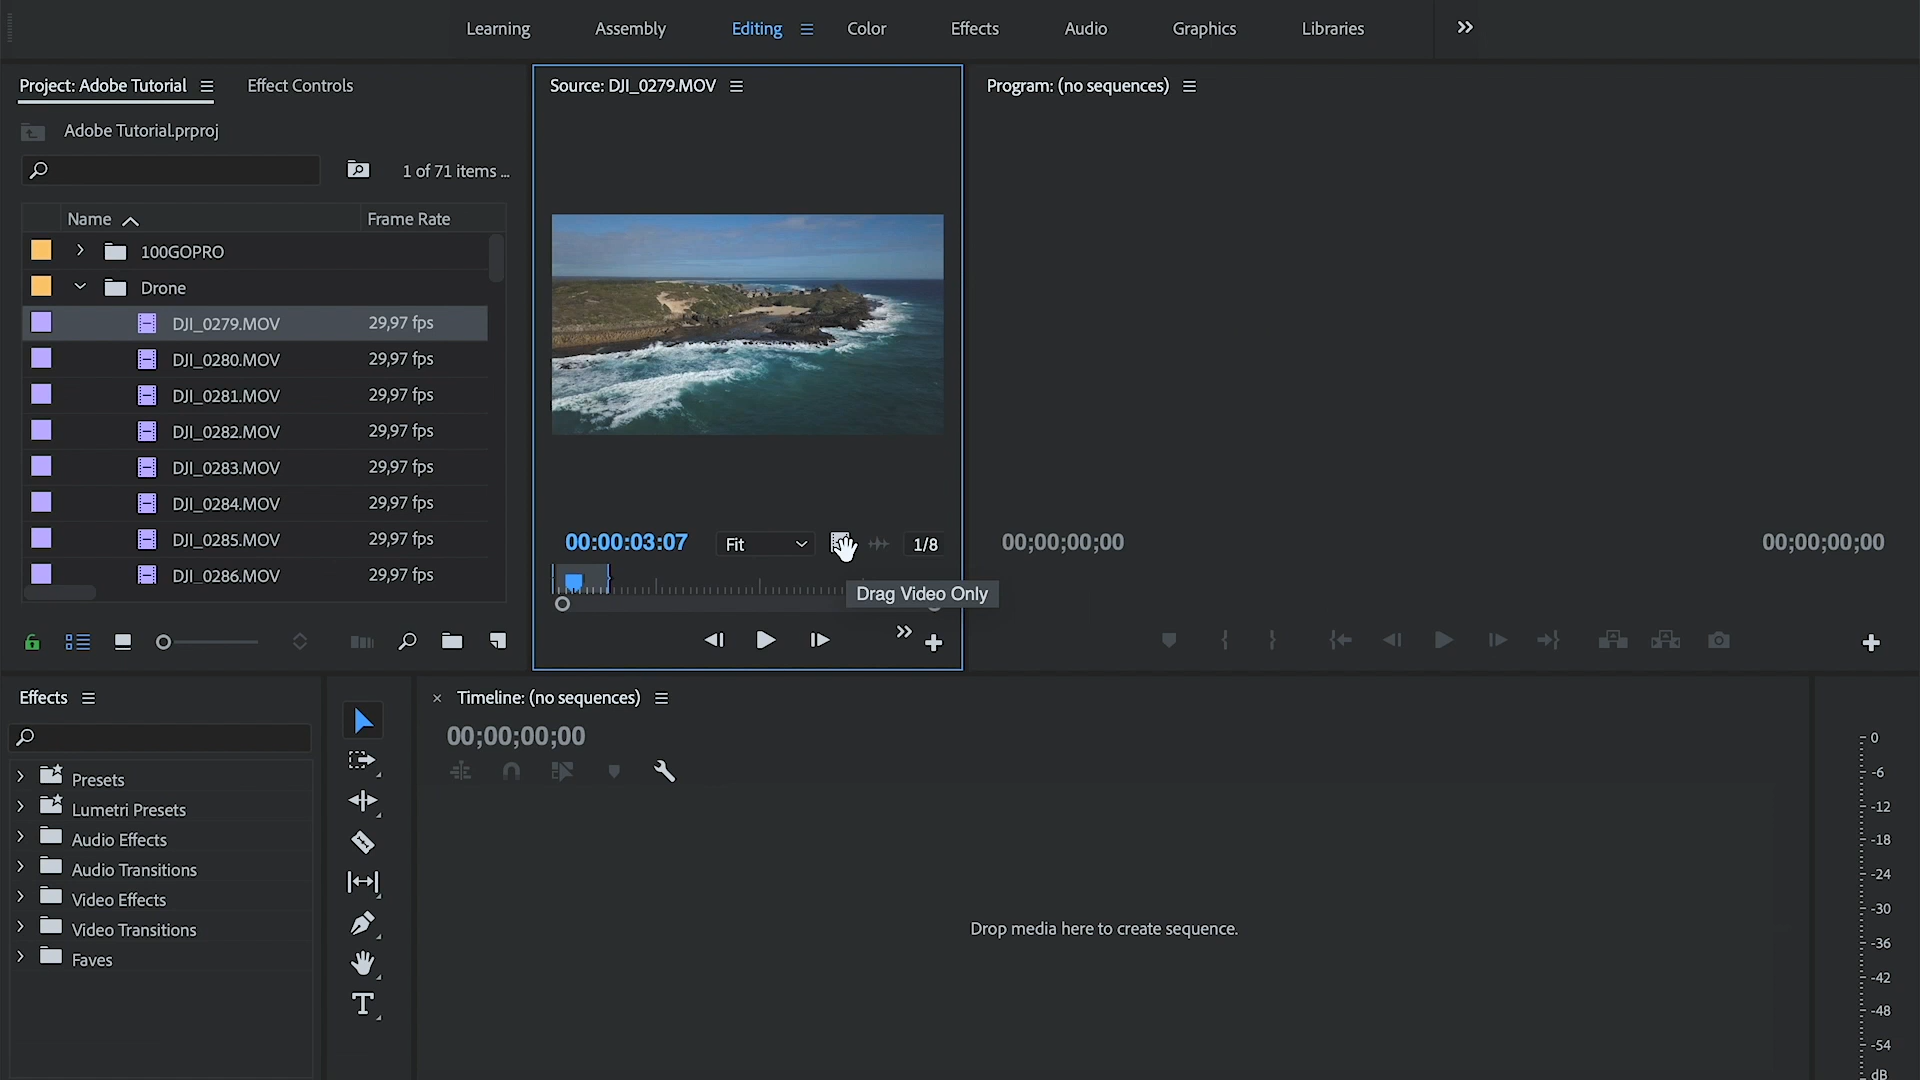 Learning Assembly Editing Color Effects Audio Graphics Libraries
Project: Adobe Tutorial Effect Controls
Adobe Tutorial.prproj
1 of 71 items ...
Name Frame Rate
100GOPRO
Drone
DJI_0279.MOV 29,97 fps
DJI_0280.MOV 29,97 fps
DJI_0281.MOV 29,97 fps
DJI_0282.MOV 29,97 fps
DJI_0283.MOV 29,97 fps
DJI_0284.MOV 29,97 fps
DJI_0285.MOV 29,97 fps
DJI_0286.MOV 29,97 fps
Source: DJI_0279.MOV
00:00:03:07 Fit 1/8
Drag Video Only
Program: (no sequences)
00;00;00;00 00;00;00;00
Effects
Presets
Lumetri Presets
Audio Effects
Audio Transitions
Video Effects
Video Transitions
Faves
Timeline: (no sequences)
00;00;00;00
Drop media here to create sequence.
0
-6
-12
-18
-24
-30
-36
-42
-48
-54
dB